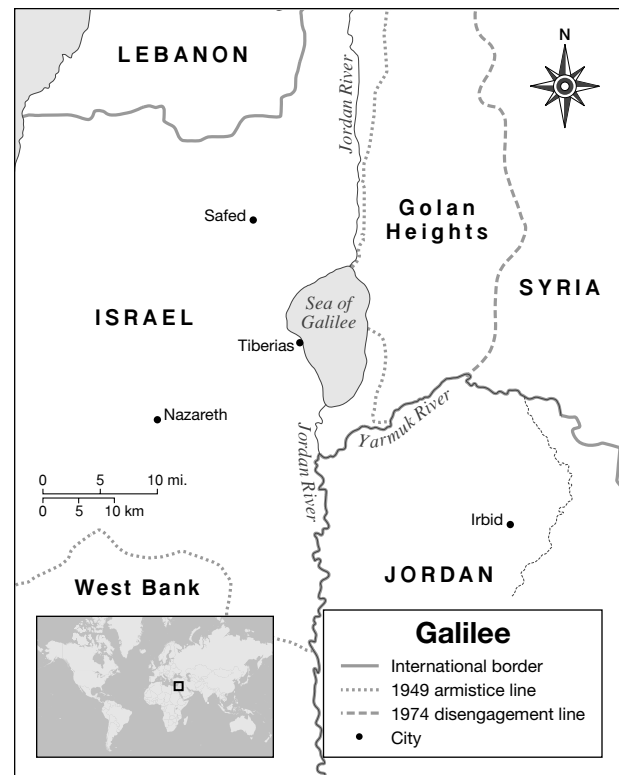 LEBANON
N
Jordan River
Safed
Golan
Heights
SYRIA
Sea of
Galilee
ISRAEL
Tiberias
Nazareth
Yarmuk River
Jordan River
0 5 10 mi.
0 5 10 km
Irbid
West Bank
JORDAN
Galilee
International border
1949 armistice line
1974 disengagement line
City